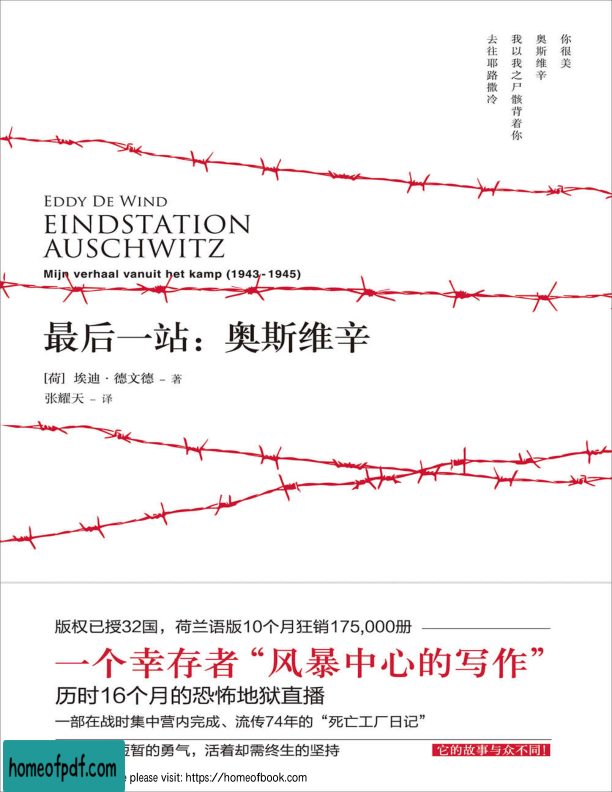 你很美
奥斯维辛
我以我之尸骸背着你
去往耶路撒冷
EDDY DE WIND
EINDSTATION
AUSCHWITZ
Mijn verhaal vanuit het kamp (1943-1945)
最后一站：奥斯维辛
[荷] 埃迪·德文德 – 著
张耀天 – 译
版权已授32国，荷兰语版10个月狂销175,000册
一个幸存者“风暴中心的写作”
历时16个月的恐怖地狱直播
一部在战时集中营内完成、流传74年的“死亡工厂日记”
暂的勇气，活着却需终生的坚持
它的故事与众不同！
homeofpdf.com
please visit: https://homeofbook.com